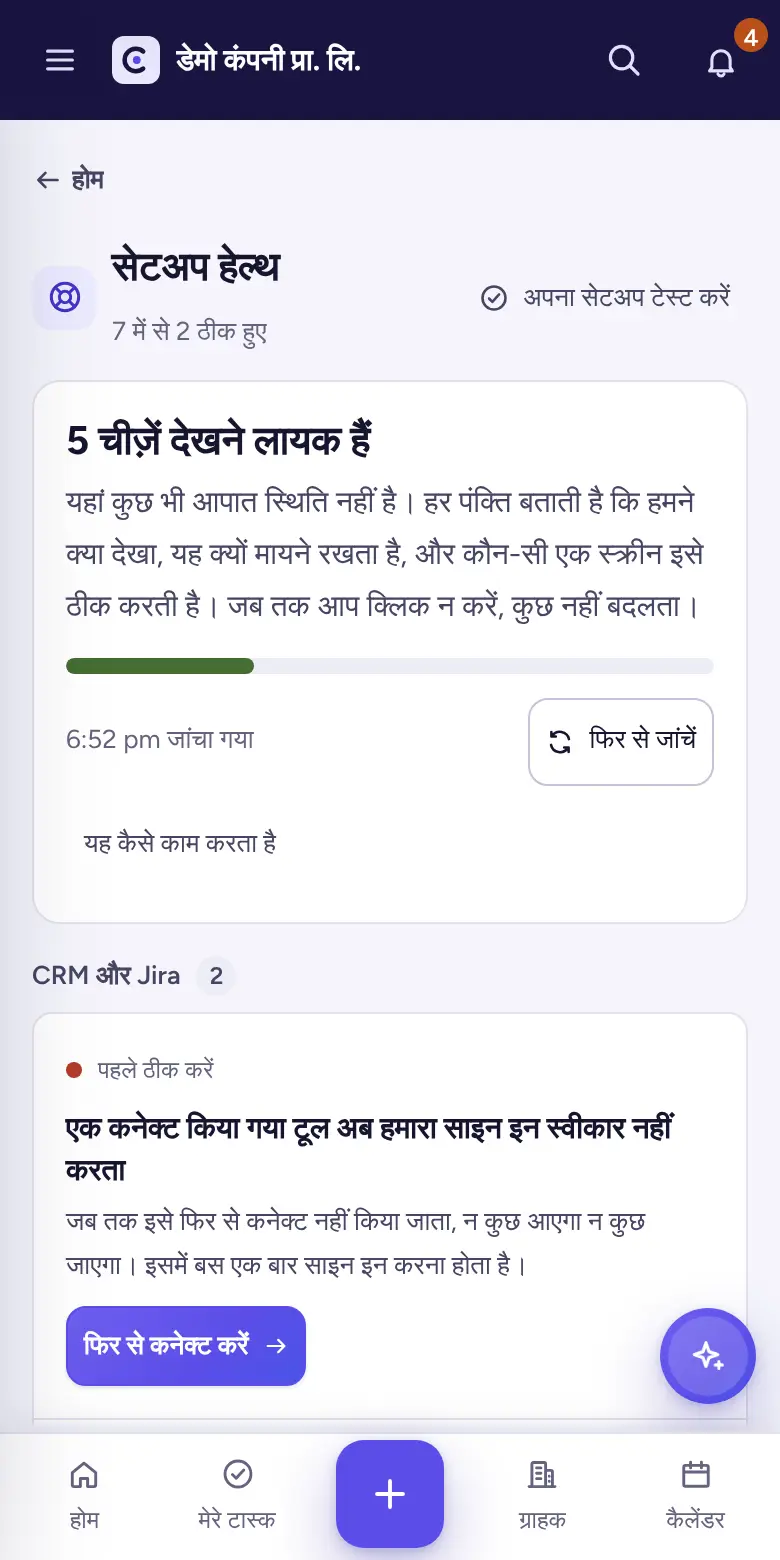 डेमो कंपनी प्रा. लि.
4
होम
सेटअप हेल्थ
7 में से 2 ठीक हुए
अपना सेटअप टेस्ट करें
5 चीज़ें देखने लायक हैं
यहां कुछ भी आपात स्थिति नहीं है। हर पंक्ति बताती है कि हमने
क्या देखा, यह क्यों मायने रखता है, और कौन-सी एक स्क्रीन इसे
ठीक करती है। जब तक आप क्लिक न करें, कुछ नहीं बदलता।
6:52 pm जांचा गया
फिर से जांचें
यह कैसे काम करता है
CRM और Jira 2
पहले ठीक करें
एक कनेक्ट किया गया टूल अब हमारा साइन इन स्वीकार नहीं
करता
जब तक इसे फिर से कनेक्ट नहीं किया जाता, न कुछ आएगा न कुछ
जाएगा। इसमें बस एक बार साइन इन करना होता है।
फिर से कनेक्ट करें
होम
मेरे टास्क
ग्राहक
कैलेंडर